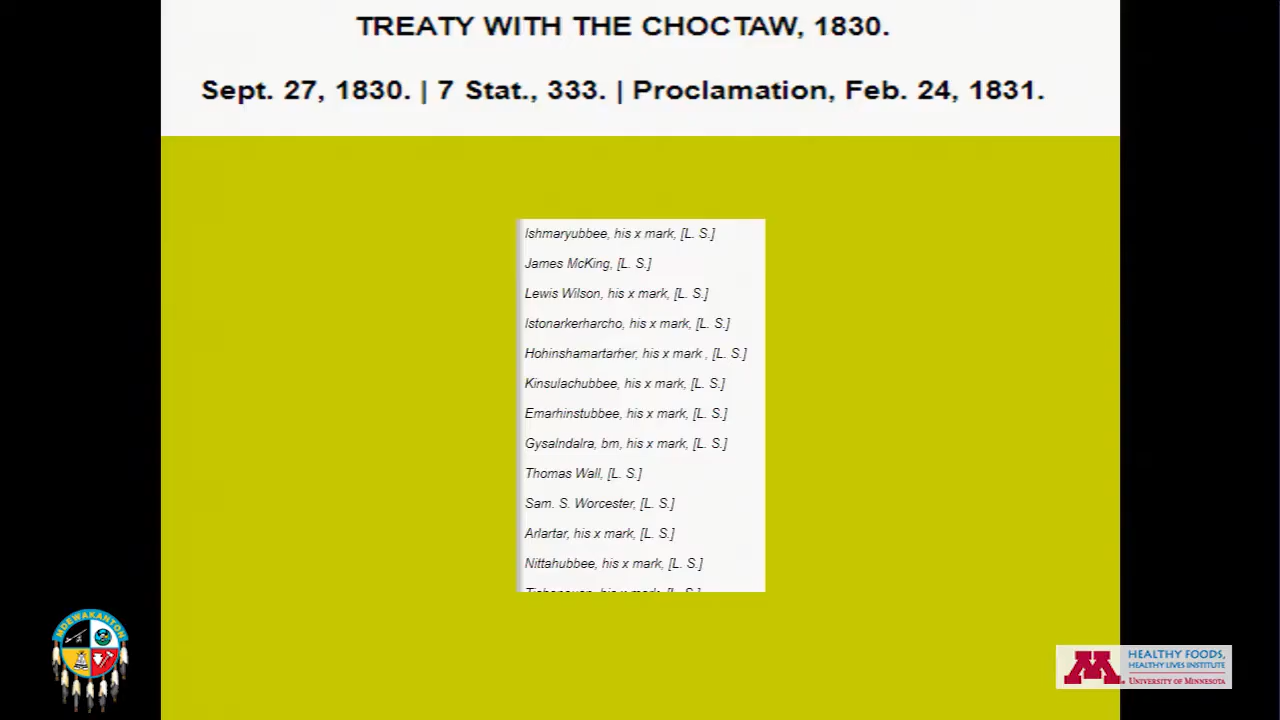 TREATY WITH THE CHOCTAW, 1830.
Sept. 27, 1830. | 7 Stat., 333. | Proclamation, Feb. 24, 1831.
Ishmaryubbee, his x mark, [L. S.]
James McKing, [L. S.]
Lewis Wilson, his x mark, [L. S.]
Istonarkerharcho, his x mark, [L. S.]
Hohinshamartarher, his x mark , [L. S.]
Kinsulachubbee, his x mark, [L. S.]
Emarhinstubbee, his x mark, [L. S.]
Gysalndalra, bm, his x mark, [L. S.]
Thomas Wall, [L. S.]
Sam. S. Worcester, [L. S.]
Arlartar, his x mark, [L. S.]
Nittahubbee, his x mark, [L. S.]
his x mark, [L. S.]
MDEWAKANTON
M
HEALTHY FOODS,
HEALTHY LIVES INSTITUTE
UNIVERSITY OF MINNESOTA